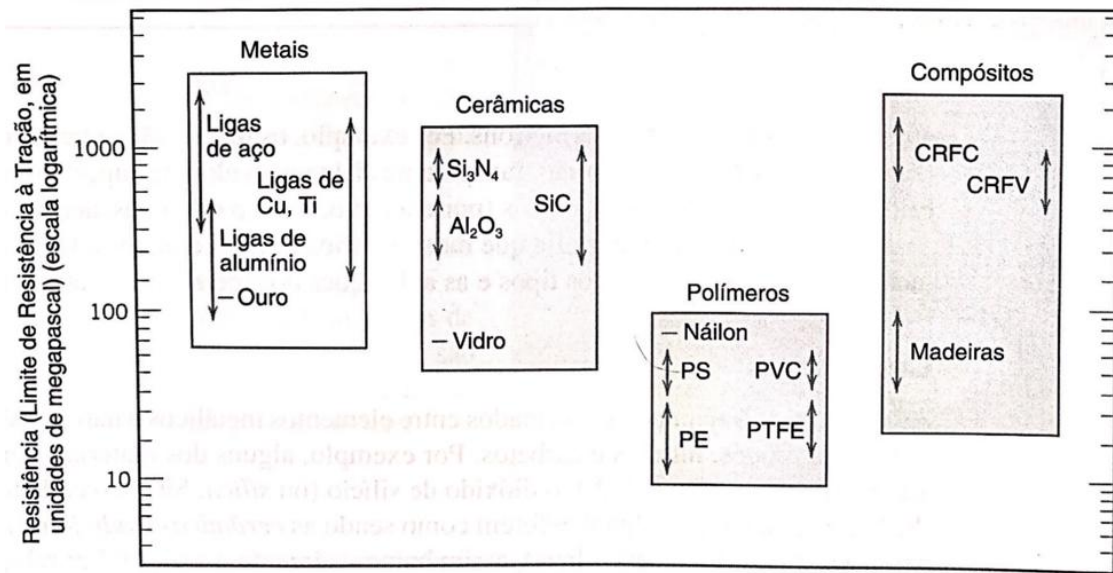 Resistência (Limite de Resistência à Tração, em
unidades de megapascal) (escala logarítmica)
1000
100
10
Metais
Ligas
de aço
Ligas de
Cu, Ti
Ligas de
alumínio
Ouro
Cerâmicas
Si₃N₄
SiC
Al₂O₃
Vidro
Polímeros
Náilon
PS
PVC
PE
PTFE
Compósitos
CRFC
CRFV
Madeiras